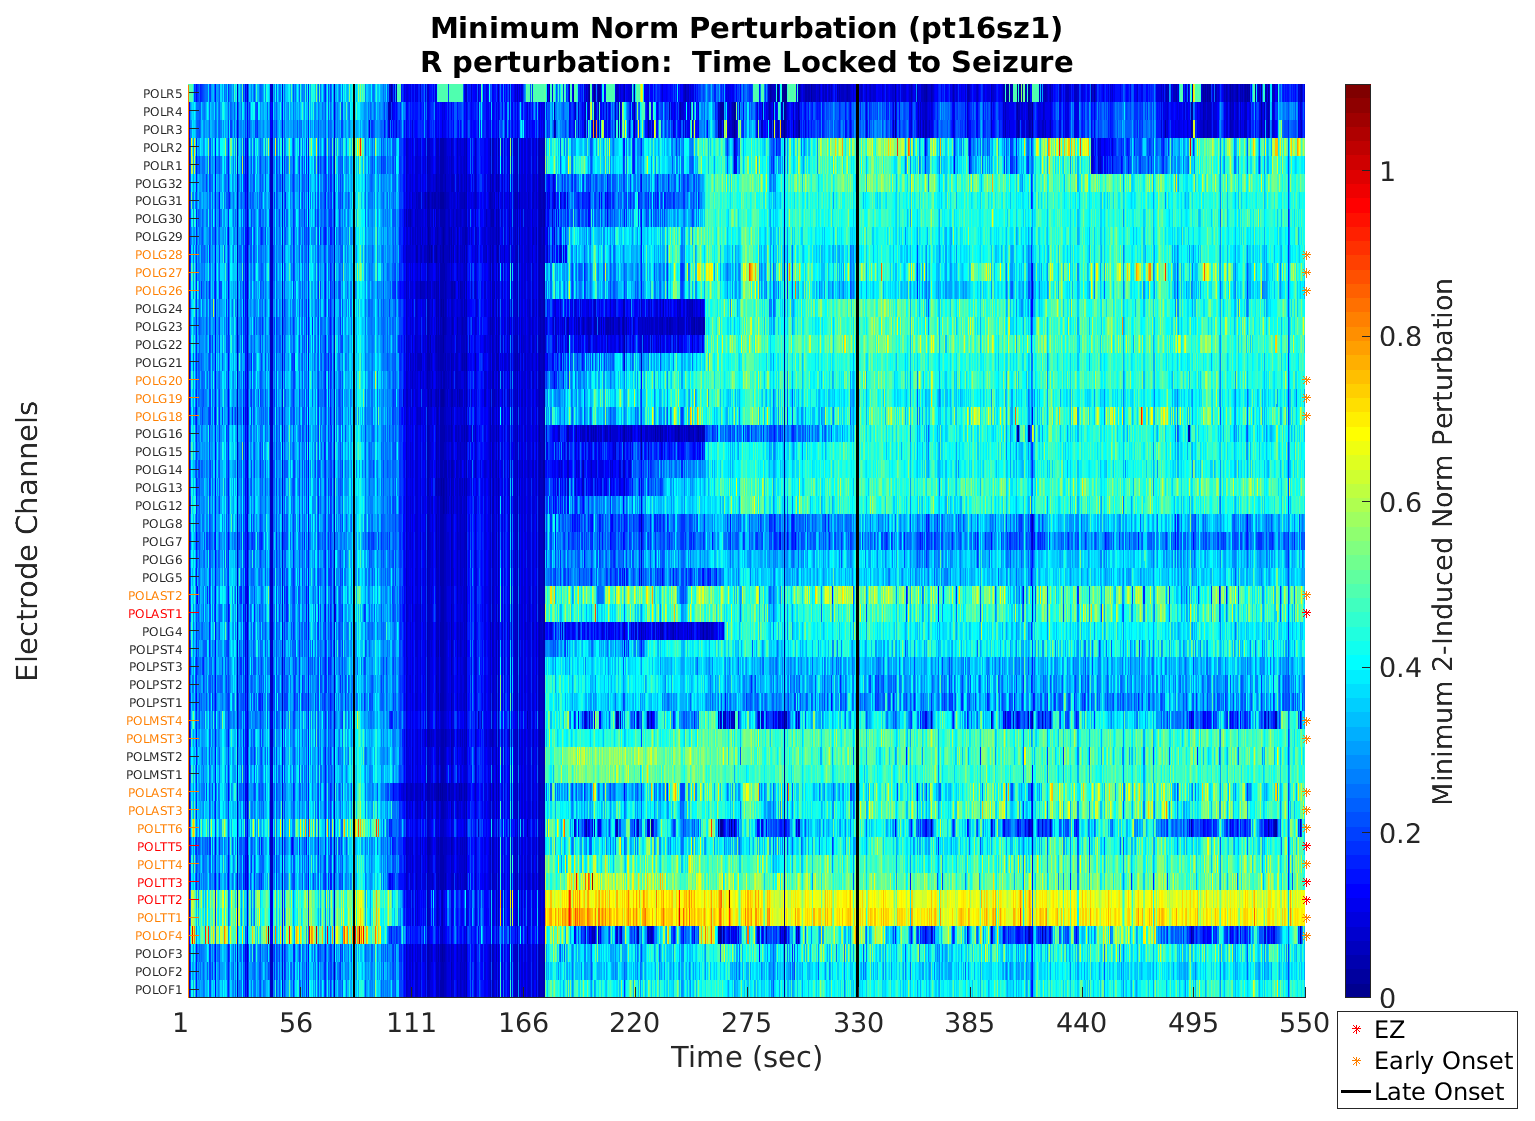 Minimum Norm Perturbation (pt16sz1)
R perturbation:  Time Locked to Seizure
Electrode Channels
POLR5
POLR4
POLR3
POLR2
POLR1
POLG32
POLG31
POLG30
POLG29
POLG28
POLG27
POLG26
POLG24
POLG23
POLG22
POLG21
POLG20
POLG19
POLG18
POLG16
POLG15
POLG14
POLG13
POLG12
POLG8
POLG7
POLG6
POLG5
POLAST2
POLAST1
POLG4
POLPST4
POLPST3
POLPST2
POLPST1
POLMST4
POLMST3
POLMST2
POLMST1
POLAST4
POLAST3
POLTT6
POLTT5
POLTT4
POLTT3
POLTT2
POLTT1
POLOF4
POLOF3
POLOF2
POLOF1
1 56 111 166 220 275 330 385 440 495 550
Time (sec)
1
0.8
0.6
0.4
0.2
0
Minimum 2-Induced Norm Perturbation
EZ
Early Onset
Late Onset